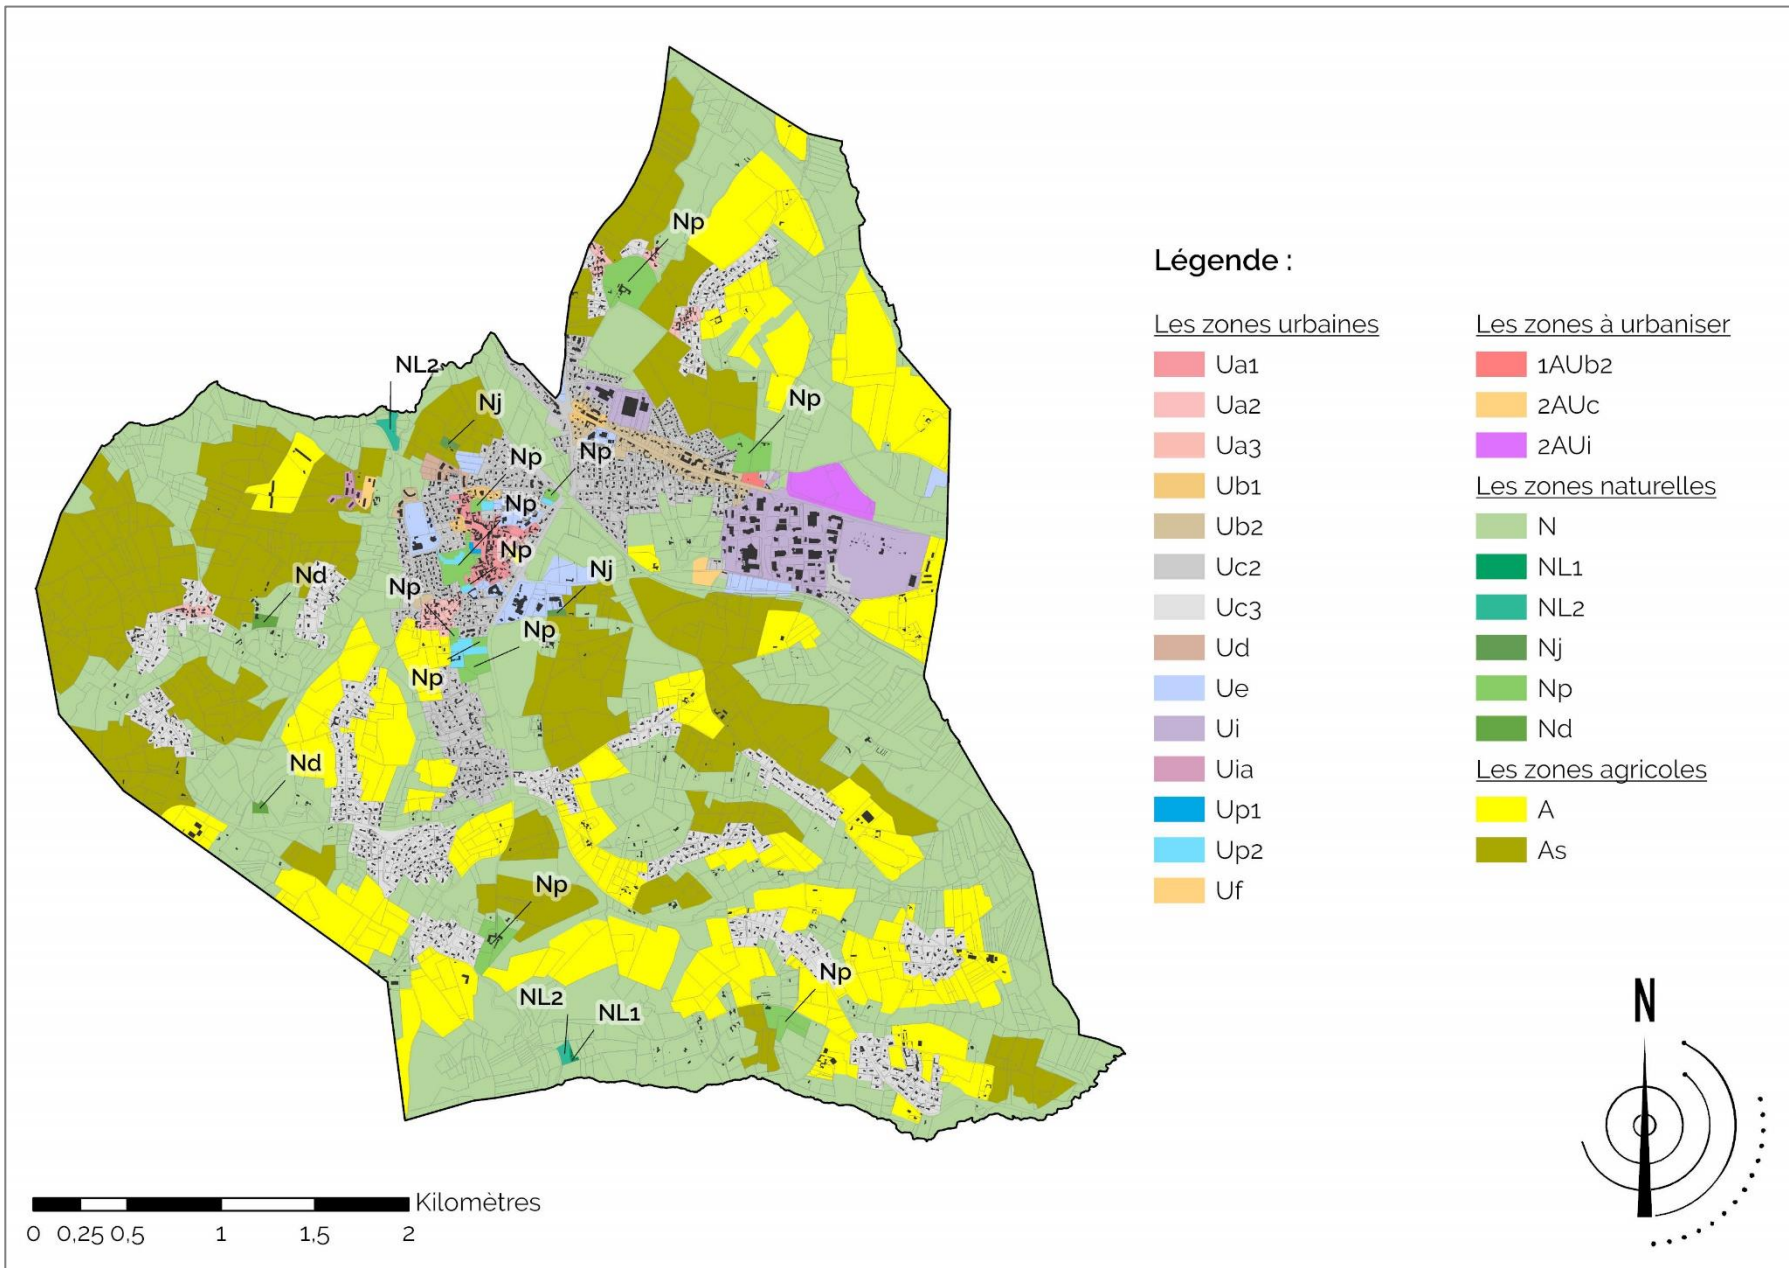 Np
NL2
Nj
Np
Np
Np
Np
Np
Nj
Nd
Np
Np
Np
Nd
Np
Np
NL2
NL1
Légende :
Les zones urbaines
Ua1
Ua2
Ua3
Ub1
Ub2
Uc2
Uc3
Ud
Ue
Ui
Uia
Up1
Up2
Uf
Les zones à urbaniser
1AUb2
2AUc
2AUi
Les zones naturelles
N
NL1
NL2
Nj
Np
Nd
Les zones agricoles
A
As
N
Kilomètres
0 0,25 0,5 1 1,5 2